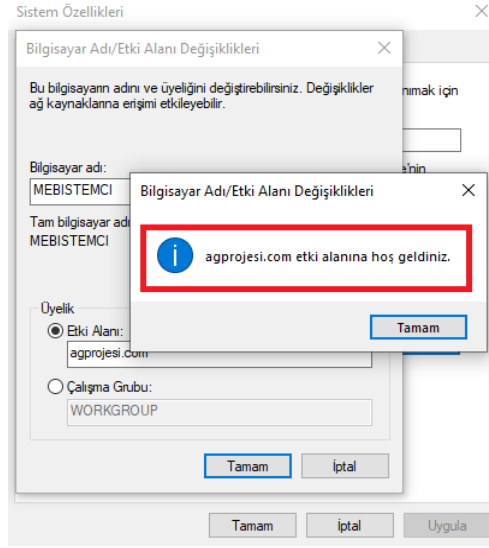 Sistem Özellikleri
Bilgisayar Adı/Etki Alanı Değişiklikleri
Bu bilgisayarın adını ve üyeliğini değiştirebilirsiniz. Değişiklikler
ağ kaynaklarına erişimi etkileyebilir.
nımak için
Bilgisayar adı:
MEBISTEMCI
Tam bilgisayar adı
MEBISTEMCI
Bilgisayar Adı/Etki Alanı Değişiklikleri
agprojesi.com etki alanına hoş geldiniz.
Tamam
Üyelik
Etki Alanı:
agprojesi.com
Çalışma Grubu:
WORKGROUP
Tamam
İptal
Tamam
İptal
Uygula